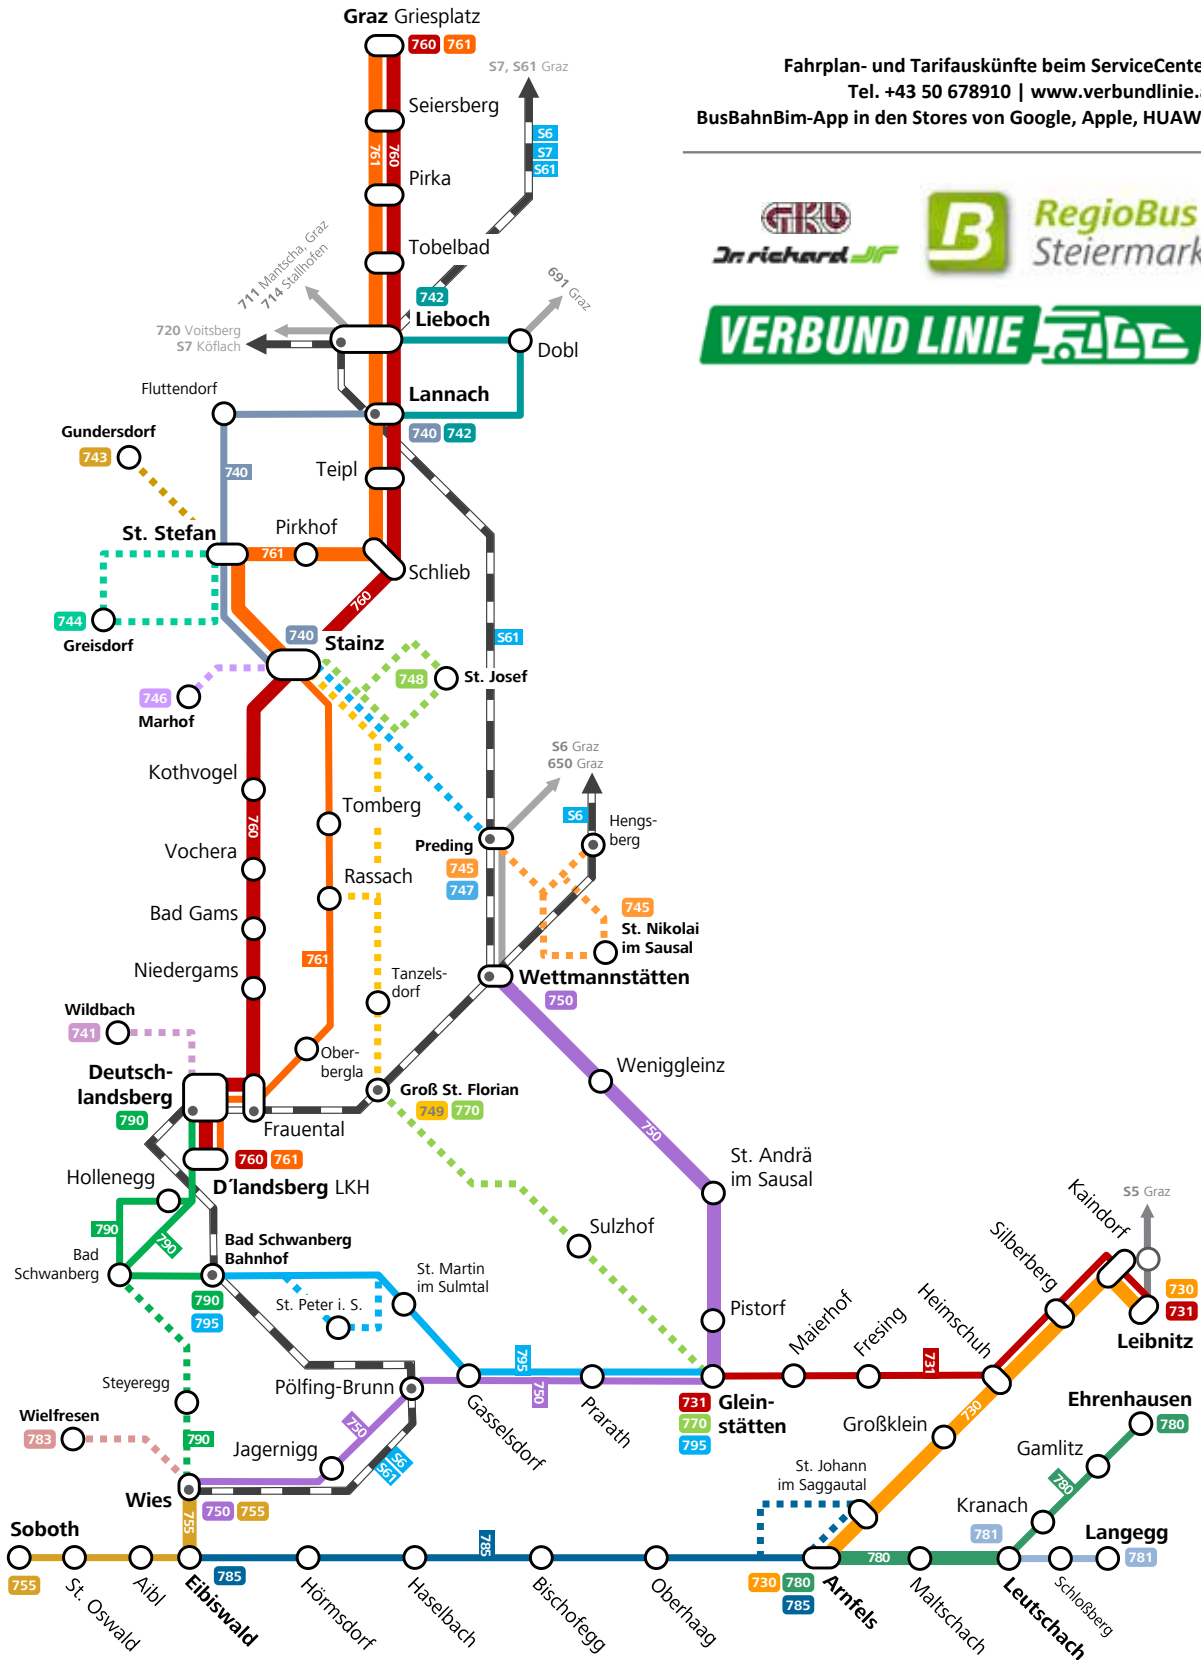 Graz Griesplatz
760 761
S7, S61 Graz
Fahrplan- und Tarifauskünfte beim ServiceCente
Tel. +43 50 678910 | www.verbundlinie.a
BusBahnBim-App in den Stores von Google, Apple, HUAW
Seiersberg
S6
S7
S61
761
760
Pirka
GKB
Dr. richard
B
RegioBus
Steiermark
Tobelbad
711 Mantscha, Graz
714 Stallhofen
742
691 Graz
Lieboch
720 Voitsberg
S7 Köflach
Dobl
VERBUND LINIE
Fluttendorf
Lannach
740 742
Gundersdorf
743
740
Teipl
St. Stefan
Pirkhof
761
Schlieb
760
744
Greisdorf
740
Stainz
S61
748
St. Josef
746
Marhof
S6 Graz
650 Graz
Kothvogel
Tomberg
S6
Hengs-
berg
760
Preding
745
747
Vochera
Rassach
Bad Gams
745
St. Nikolai
im Sausal
761
Niedergams
Tanzels-
dorf
Wettmannstätten
750
Wildbach
741
Ober-
bergla
Weniggleinz
Deutsch-
landsberg
790
Groß St. Florian
749 770
Frauental
750
760 761
St. Andrä
im Sausal
Hollenegg
D´landsberg LKH
Kaindorf
S5 Graz
790
790
Sulzhof
Silberberg
Bad
Schwanberg
Bad Schwanberg
Bahnhof
St. Martin
im Sulmtal
790
795
St. Peter i. S.
Pistorf
Maierhof
Fresing
Heimschuh
730
731
Leibnitz
795
731
Steyeregg
Pölfing-Brunn
750
Gasselsdorf
Prarath
731
770
795
Glein-
stätten
730
Ehrenhausen
780
Wielfresen
783
790
750
Großklein
Jagernigg
S6
S61
Gamlitz
St. Johann
im Saggautal
780
Wies
750 755
Kranach
755
Soboth
785
781
Langegg
781
780
755
St. Oswald
Aibl
Eibiswald
785
Hörmsdorf
Haselbach
Bischofegg
Oberhaag
730 780
785
Arnfels
Maltschach
Leutschach
Schloßberg